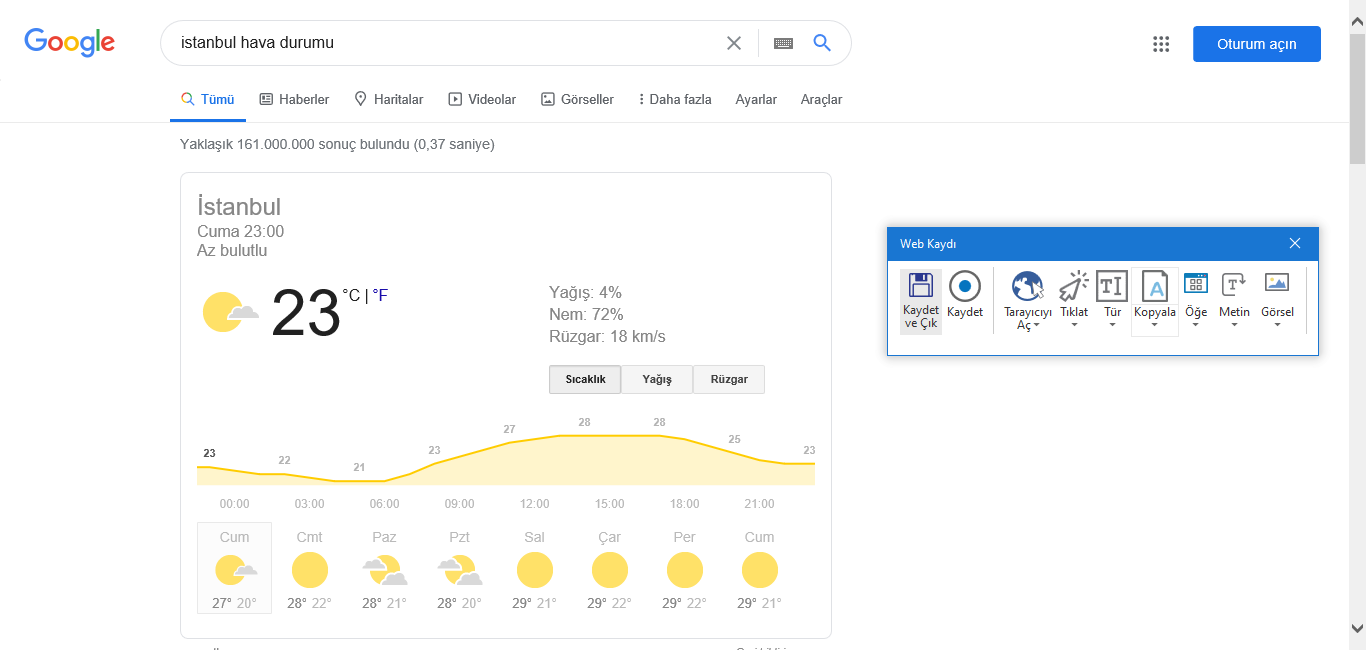 Google
istanbul hava durumu
Oturum açın
Tümü
Haberler
Haritalar
Videolar
Görseller
Daha fazla
Ayarlar
Araçlar
Yaklaşık 161.000.000 sonuç bulundu (0,37 saniye)
İstanbul
Cuma 23:00
Az bulutlu
23 °C | °F
Yağış: 4%
Nem: 72%
Rüzgar: 18 km/s
Sıcaklık Yağış Rüzgar
23 22 21 23 27 28 28 25 23
00:00 03:00 06:00 09:00 12:00 15:00 18:00 21:00
Cum Cmt Paz Pzt Sal Çar Per Cum
27° 20° 28° 22° 28° 21° 28° 20° 29° 21° 29° 22° 29° 22° 29° 21°
Web Kaydı
Kaydet ve Çık
Kaydet
Tarayıcıyı Aç
Tıklat
Tür
Kopyala
Öğe
Metin
Görsel